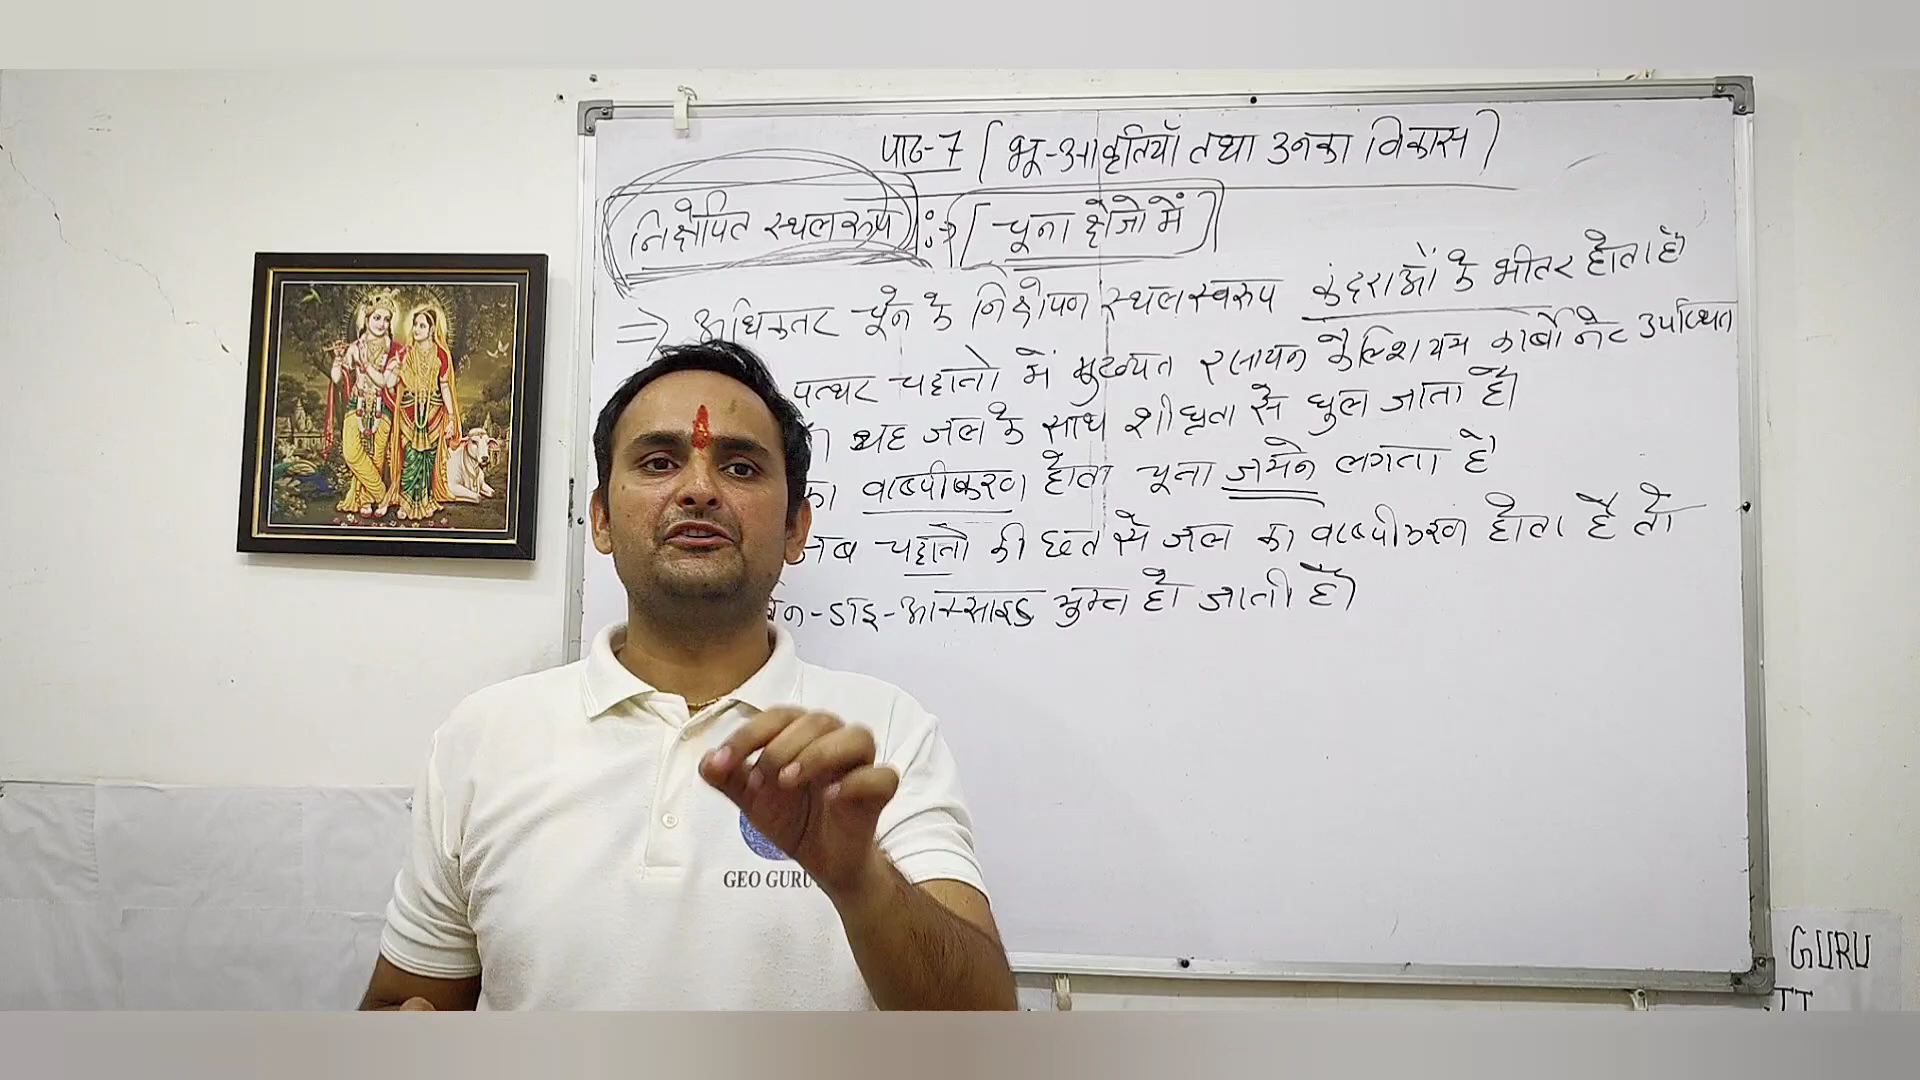 पाठ-7 (भू-आकृतियाँ तथा उनका विकास)
निक्षेपित स्थलरूप :→ [चूना क्षेत्रो में]
⇒ अधिकतर चूने के निक्षेपण स्थलस्वरुप कंदराओं के भीतर होता है।
पत्थर चट्टानो में मुख्यत रसायन कैल्शियम कार्बोनेट उपस्थित
यह जल के साथ शीघ्रता से घुल जाता है।
का वाष्पीकरण होता चूना जमने लगता है।
जब चट्टानो की छत से जल का वाष्पीकरण होता है तो
न-डाइ-आक्साइड मुक्त हो जाती है।
GEO GURU
GURU